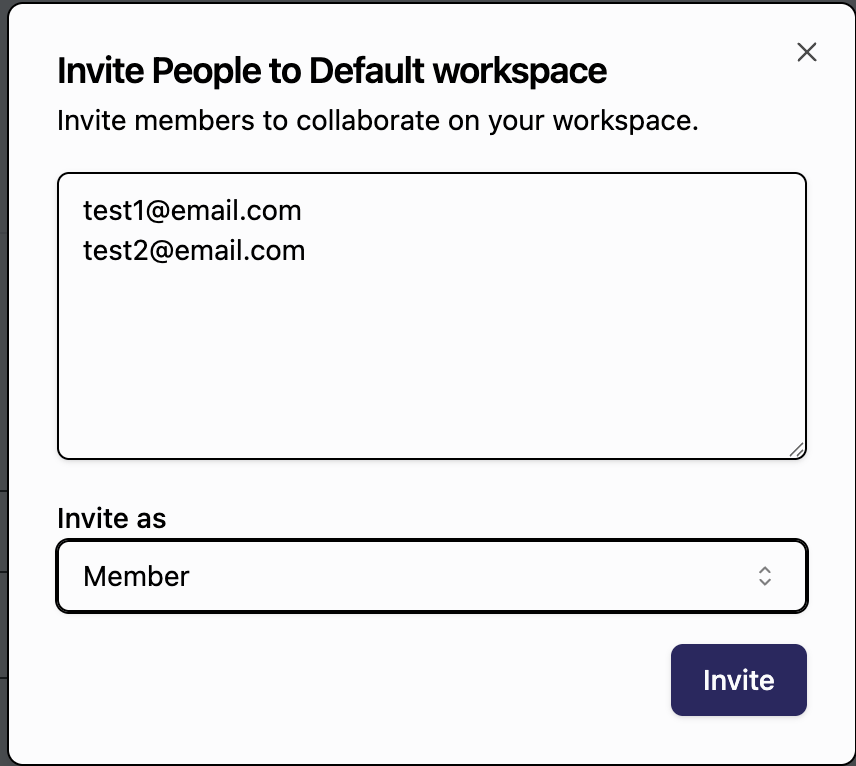 Invite People to Default workspace
Invite members to collaborate on your workspace.
test1@email.com
test2@email.com
Invite as
Member
Invite